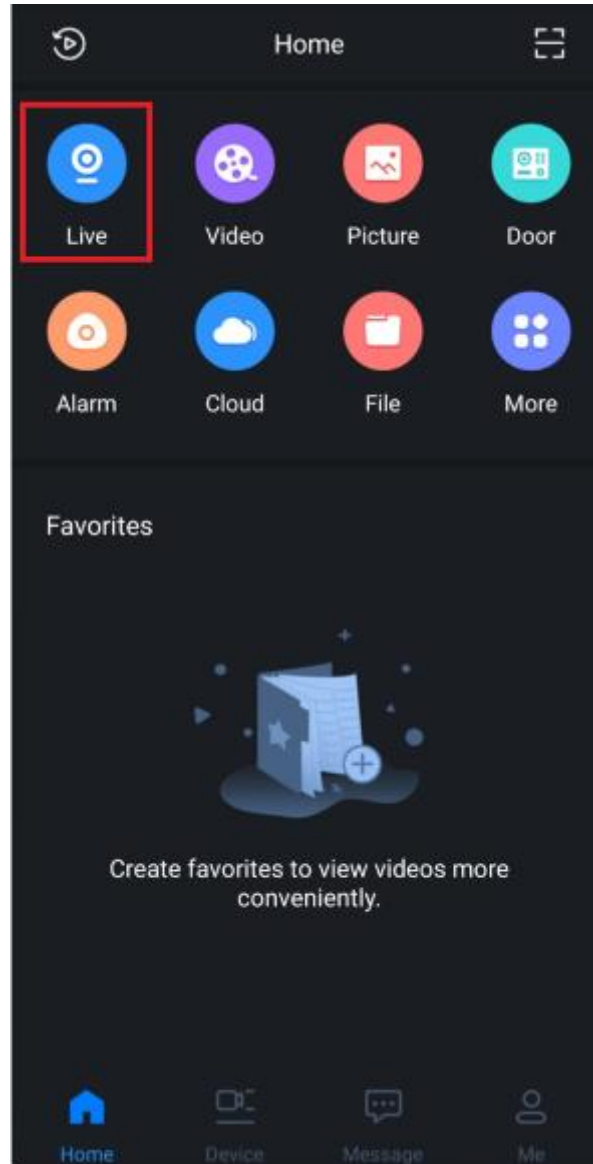 Home
Live
Video
Picture
Door
Alarm
Cloud
File
More
Favorites
Create favorites to view videos more
conveniently.
Home
Device
Message
Me